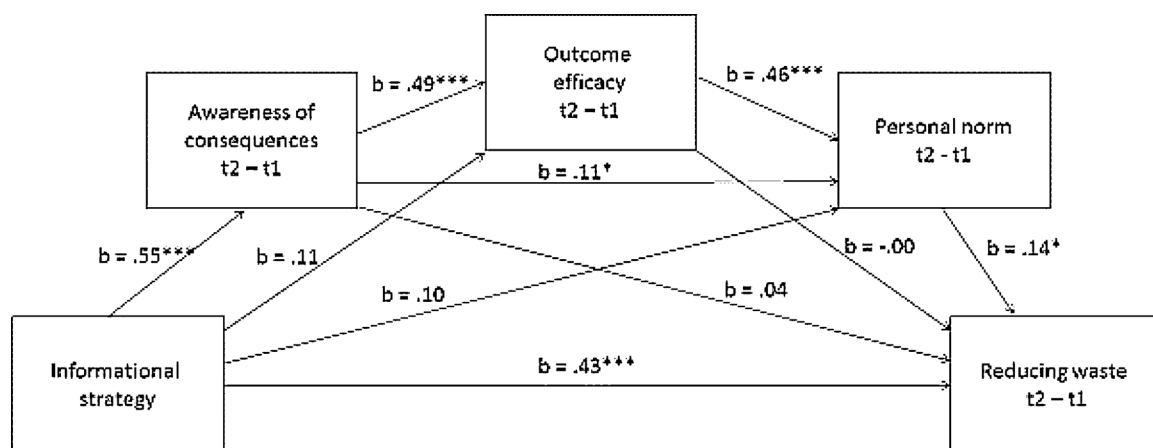 Outcome
efficacy
t2 – t1
b = .49***
b = .46***
Awareness of
consequences
t2 – t1
Personal norm
t2 - t1
b = .11*
b = .55***
b = .11
b = -.00
b = .14*
b = .10
b = .04
Informational
strategy
b = .43***
Reducing waste
t2 – t1